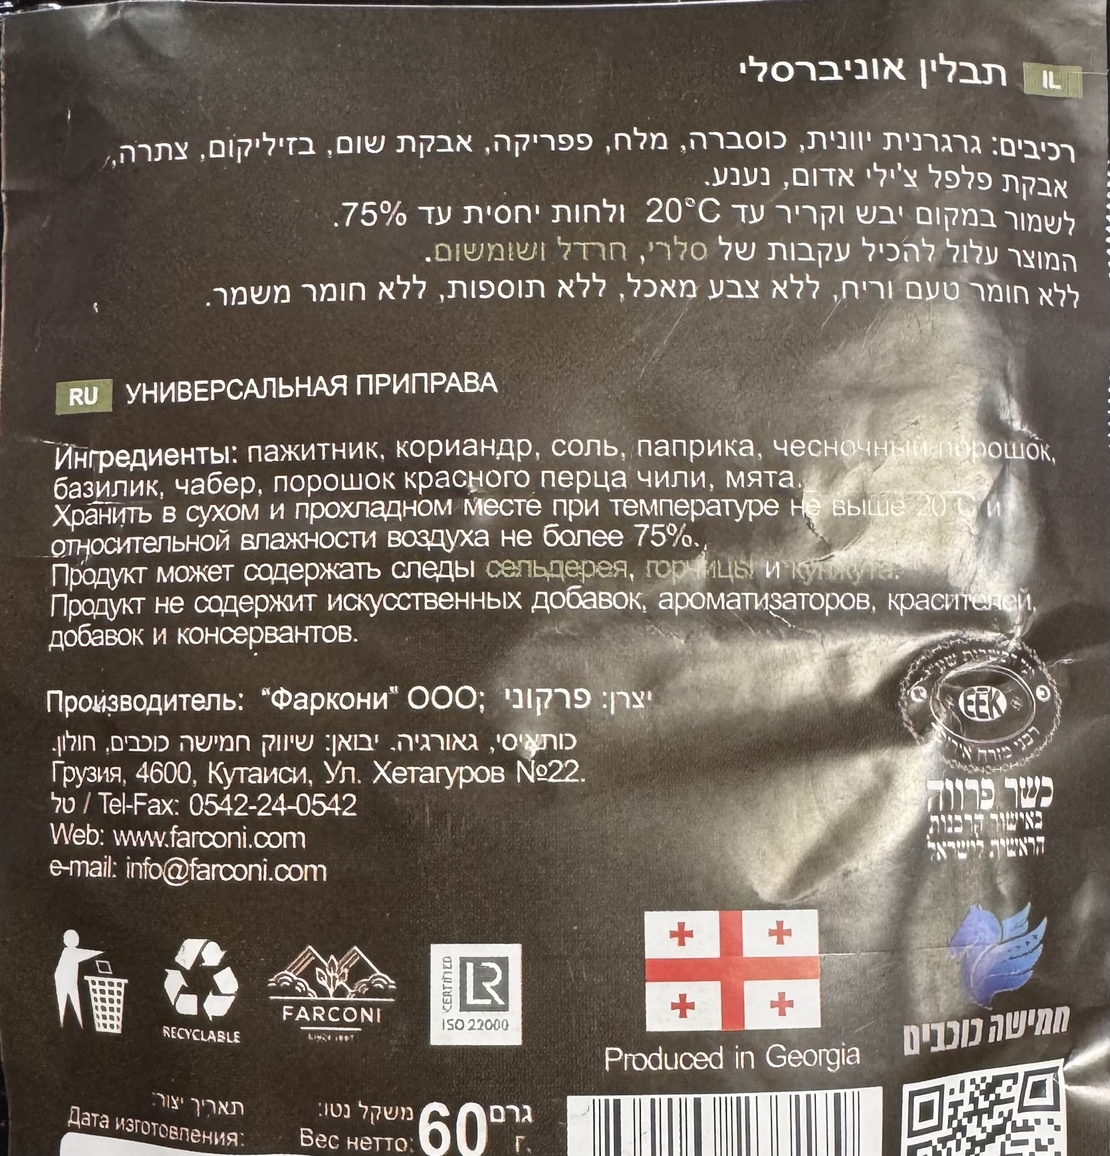 IL תבלין אוניברסלי
רכיבים: גרגרנית יוונית, כוסברה, מלח, פפריקה, אבקת שום, בזיליקום, צתרה,
אבקת פלפל צ'ילי אדום, נענע.
לשמור במקום יבש וקריר עד 20°C ולחות יחסית עד 75%.
המוצר עלול להכיל עקבות של סלרי, חרדל ושומשום.
ללא חומר טעם וריח, ללא צבע מאכל, ללא תוספות, ללא חומר משמר.
RU УНИВЕРСАЛЬНАЯ ПРИПРАВА
Ингредиенты: пажитник, кориандр, соль, паприка, чесночный порошок,
базилик, чабер, порошок красного перца чили, мята.
Хранить в сухом и прохладном месте при температуре не выше 20°C и
относительной влажности воздуха не более 75%.
Продукт может содержать следы сельдерея, горчицы и кунжута.
Продукт не содержит искусственных добавок, ароматизаторов, красителей,
добавок и консервантов.
Производитель: "Фаркони" ООО; יצרן: פרקוני
כותאיסי, גאורגיה. יבואן: שיווק חמישה כוכבים, חולון.
Грузия, 4600, Кутаиси, Ул. Хетагуров №22.
טל / Tel-Fax: 0542-24-0542
Web: www.farconi.com
e-mail: info@farconi.com
EEK
כשר פרווה
באישור הרבנות
הראשית לישראל
RECYCLABLE
FARCONI
CERTIFIED
LR
ISO 22000
Produced in Georgia
חמישה כוכבים
תאריך יצור:
Дата изготовления:
משקל נטו: 60 גרם
Вес нетто: г.